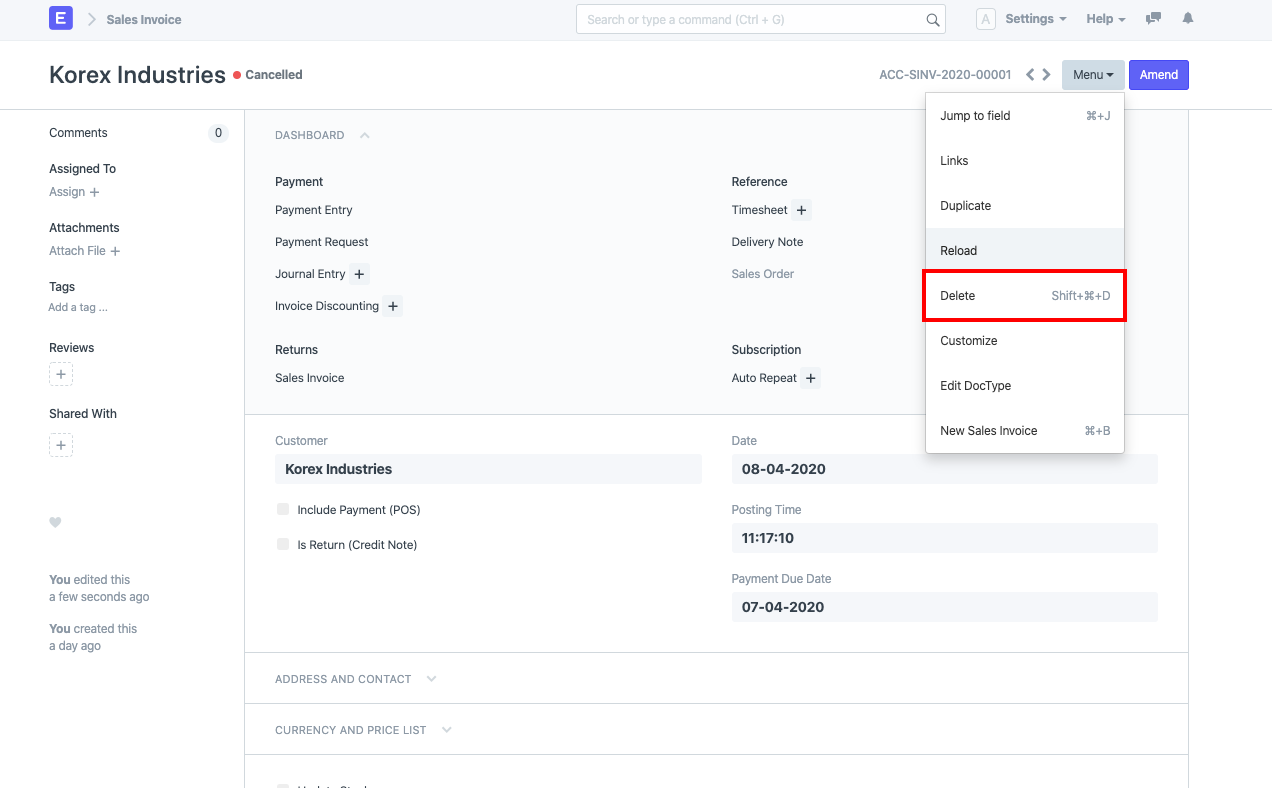 E Sales Invoice Search or type a command (Ctrl + G) A Settings Help
Korex Industries Cancelled ACC-SINV-2020-00001 Menu Amend
Comments 0
Assigned To
Assign +
Attachments
Attach File +
Tags
Add a tag ...
Reviews
+
Shared With
+
You edited this
a few seconds ago
You created this
a day ago
DASHBOARD
Payment
Payment Entry
Payment Request
Journal Entry +
Invoice Discounting +
Returns
Sales Invoice
Reference
Timesheet +
Delivery Note
Sales Order
Subscription
Auto Repeat +
Jump to field ⌘+J
Links
Duplicate
Reload
Delete Shift+⌘+D
Customize
Edit DocType
New Sales Invoice ⌘+B
Customer
Korex Industries
Include Payment (POS)
Is Return (Credit Note)
Date
08-04-2020
Posting Time
11:17:10
Payment Due Date
07-04-2020
ADDRESS AND CONTACT
CURRENCY AND PRICE LIST